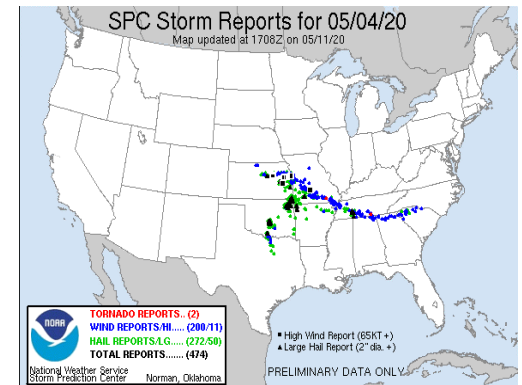 SPC Storm Reports for 05/04/20
Map updated at 1708Z on 05/11/20
TORNADO REPORTS.. (2)
WIND REPORTS/HI..... (200/11)
HAIL REPORTS/LG..... (272/50)
TOTAL REPORTS....... (474)
NOAA
National Weather Service
Storm Prediction Center Norman, Oklahoma
High Wind Report (65KT +)
Large Hail Report (2" dia. +)
PRELIMINARY DATA ONLY